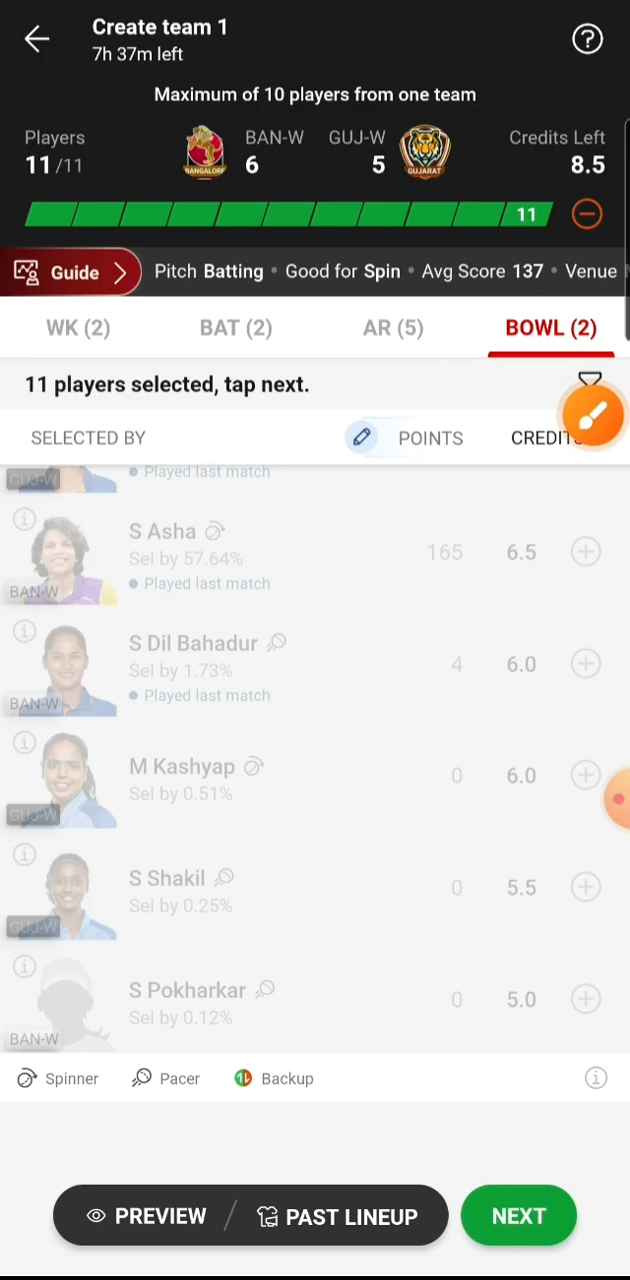 Create team 1
7h 37m left
Maximum of 10 players from one team
Players BAN-W GUJ-W Credits Left
11/11 6 5 8.5
BANGALORE GUJARAT
11
Guide Pitch Batting • Good for Spin • Avg Score 137 • Venue
WK (2) BAT (2) AR (5) BOWL (2)
11 players selected, tap next.
SELECTED BY POINTS CREDITS
GUJ-W Played last match
S Asha
Sel by 57.64% 165 6.5
Played last match
BAN-W
S Dil Bahadur
Sel by 1.73% 4 6.0
Played last match
BAN-W
M Kashyap
Sel by 0.51% 0 6.0
GUJ-W
S Shakil
Sel by 0.25% 0 5.5
GUJ-W
S Pokharkar
Sel by 0.12% 0 5.0
BAN-W
Spinner Pacer Backup
PREVIEW / PAST LINEUP NEXT